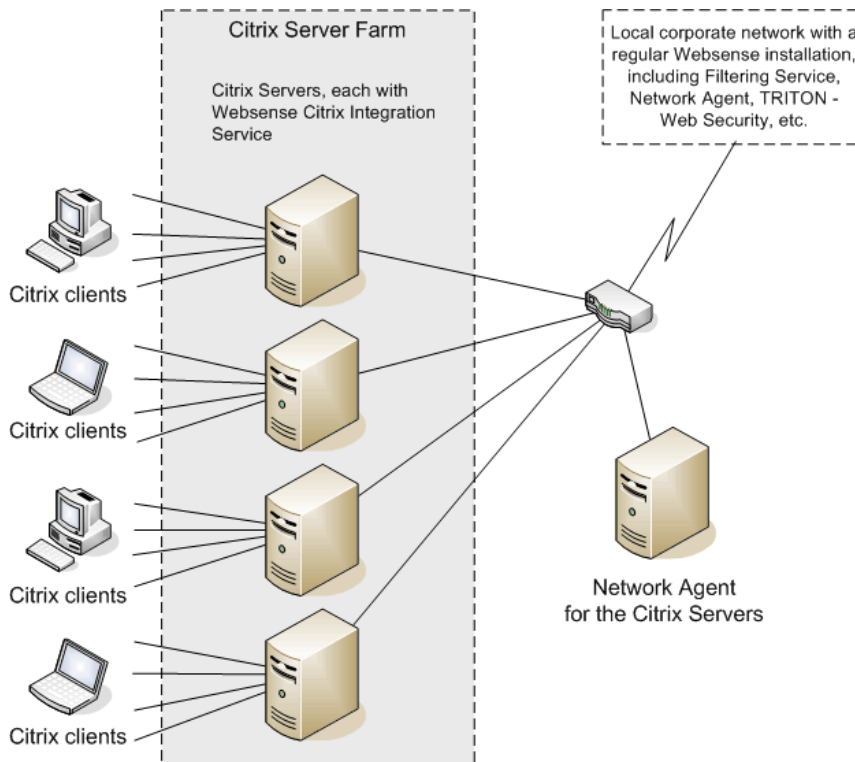 Citrix Server Farm
Citrix Servers, each with
Websense Citrix Integration
Service
Local corporate network with a
regular Websense installation,
including Filtering Service,
Network Agent, TRITON -
Web Security, etc.
Citrix clients
Citrix clients
Citrix clients
Citrix clients
Network Agent
for the Citrix Servers